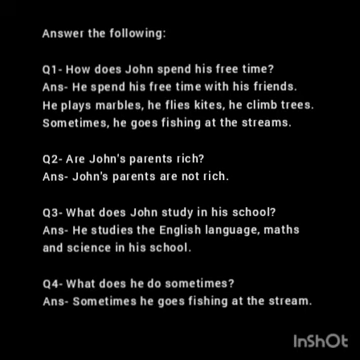 Answer the following:
Q1- How does John spend his free time?
Ans- He spend his free time with his friends.
He plays marbles, he flies kites, he climb trees.
Sometimes, he goes fishing at the streams.
Q2- Are John's parents rich?
Ans- John's parents are not rich.
Q3- What does John study in his school?
Ans- He studies the English language, maths
and science in his school.
Q4- What does he do sometimes?
Ans- Sometimes he goes fishing at the stream.
InShOt